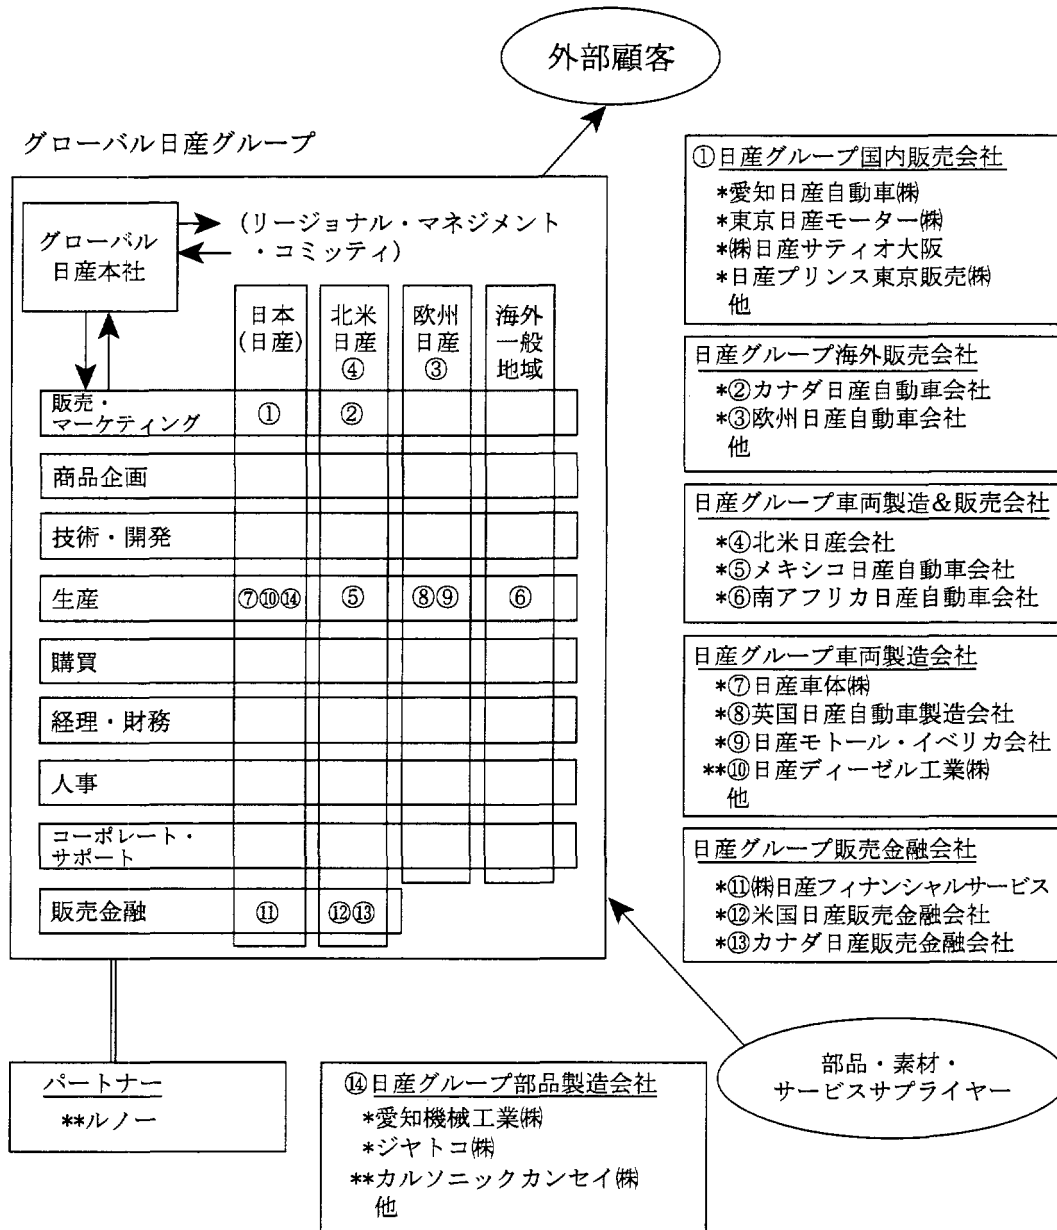 外部顧客
グローバル日産グループ
グローバル
日産本社
(リージョナル・マネジメント
・コミッティ)
日本
(日産)
北米
日産
④
欧州
日産
③
海外
一般
地域
販売・
マーケティング
①
②
商品企画
技術・開発
生産
⑦⑩⑭
⑤
⑧⑨
⑥
購買
経理・財務
人事
コーポレート・
サポート
販売金融
⑪
⑫⑬
①日産グループ国内販売会社
*愛知日産自動車㈱
*東京日産モーター㈱
*㈱日産サティオ大阪
*日産プリンス東京販売㈱
他
日産グループ海外販売会社
*②カナダ日産自動車会社
*③欧州日産自動車会社
他
日産グループ車両製造&販売会社
*④北米日産会社
*⑤メキシコ日産自動車会社
*⑥南アフリカ日産自動車会社
日産グループ車両製造会社
*⑦日産車体㈱
*⑧英国日産自動車製造会社
*⑨日産モトール・イベリカ会社
**⑩日産ディーゼル工業㈱
他
日産グループ販売金融会社
*⑪㈱日産フィナンシャルサービス
*⑫米国日産販売金融会社
*⑬カナダ日産販売金融会社
パートナー
**ルノー
⑭日産グループ部品製造会社
*愛知機械工業㈱
*ジヤトコ㈱
**カルソニックカンセイ㈱
他
部品・素材・
サービスサプライヤー